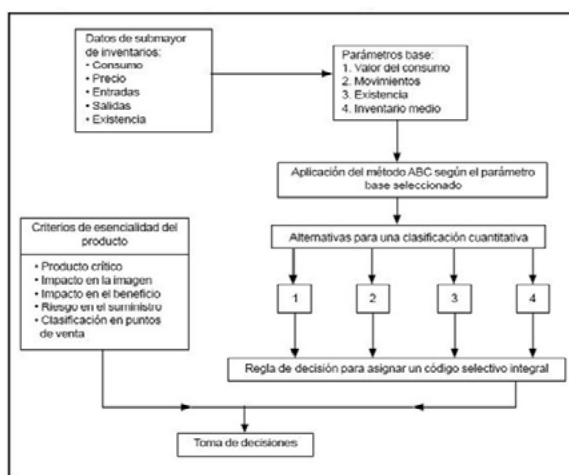 Datos de submayor
de inventarios:
• Consumo
• Precio
• Entradas
• Salidas
• Existencia
Parámetros base:
1. Valor del consumo
2. Movimientos
3. Existencia
4. Inventario medio
Aplicación del método ABC según el parámetro
base seleccionado
Criterios de esencialidad del
producto
• Producto crítico
• Impacto en la imagen
• Impacto en el beneficio
• Riesgo en el suministro
• Clasificación en puntos
de venta
Alternativas para una clasificación cuantitativa
1
2
3
4
Regla de decisión para asignar un código selectivo integral
Toma de decisiones